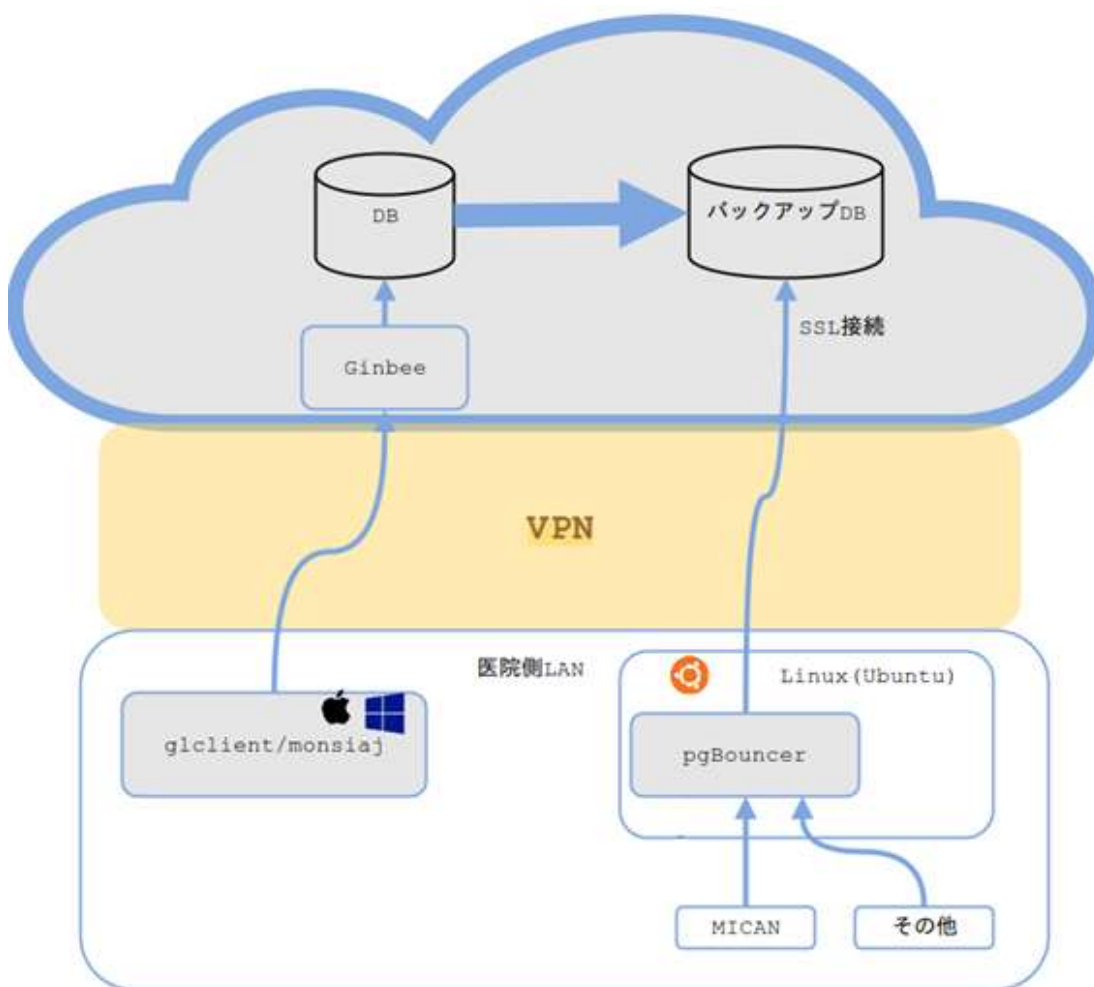 DB
バックアップDB
SSL接続
Ginbee
VPN
医院側LAN
Linux(Ubuntu)
glclient/monsiaj
pgBouncer
MICAN
その他